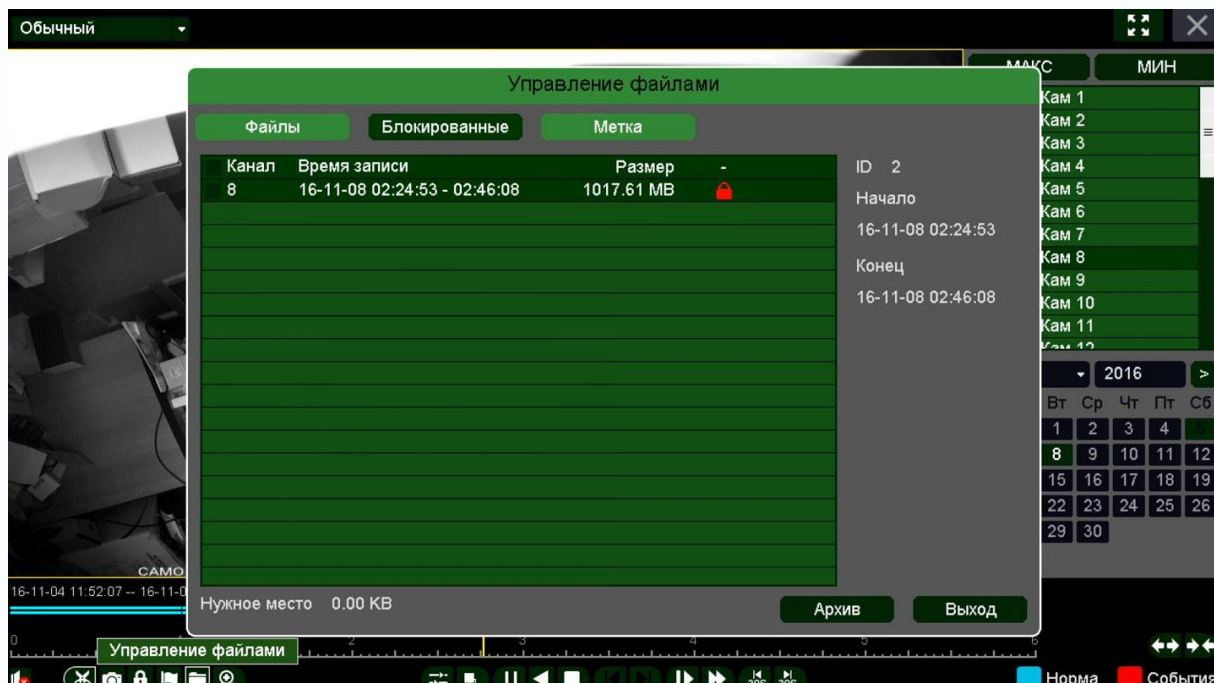 Обычный
МАКС МИН
Управление файлами
Файлы Блокированные Метка
Канал Время записи Размер -
8 16-11-08 02:24:53 - 02:46:08 1017.61 MB
ID 2
Начало
16-11-08 02:24:53
Конец
16-11-08 02:46:08
Нужное место 0.00 KB
Архив Выход
Кам 1
Кам 2
Кам 3
Кам 4
Кам 5
Кам 6
Кам 7
Кам 8
Кам 9
Кам 10
Кам 11
Кам 12
2016 >
Вт Ср Чт Пт Сб
1 2 3 4 5
8 9 10 11 12
15 16 17 18 19
22 23 24 25 26
29 30
16-11-04 11:52:07 -- 16-11-0
0 2 3 4 5 6
Управление файлами
30S 30S
Норма События